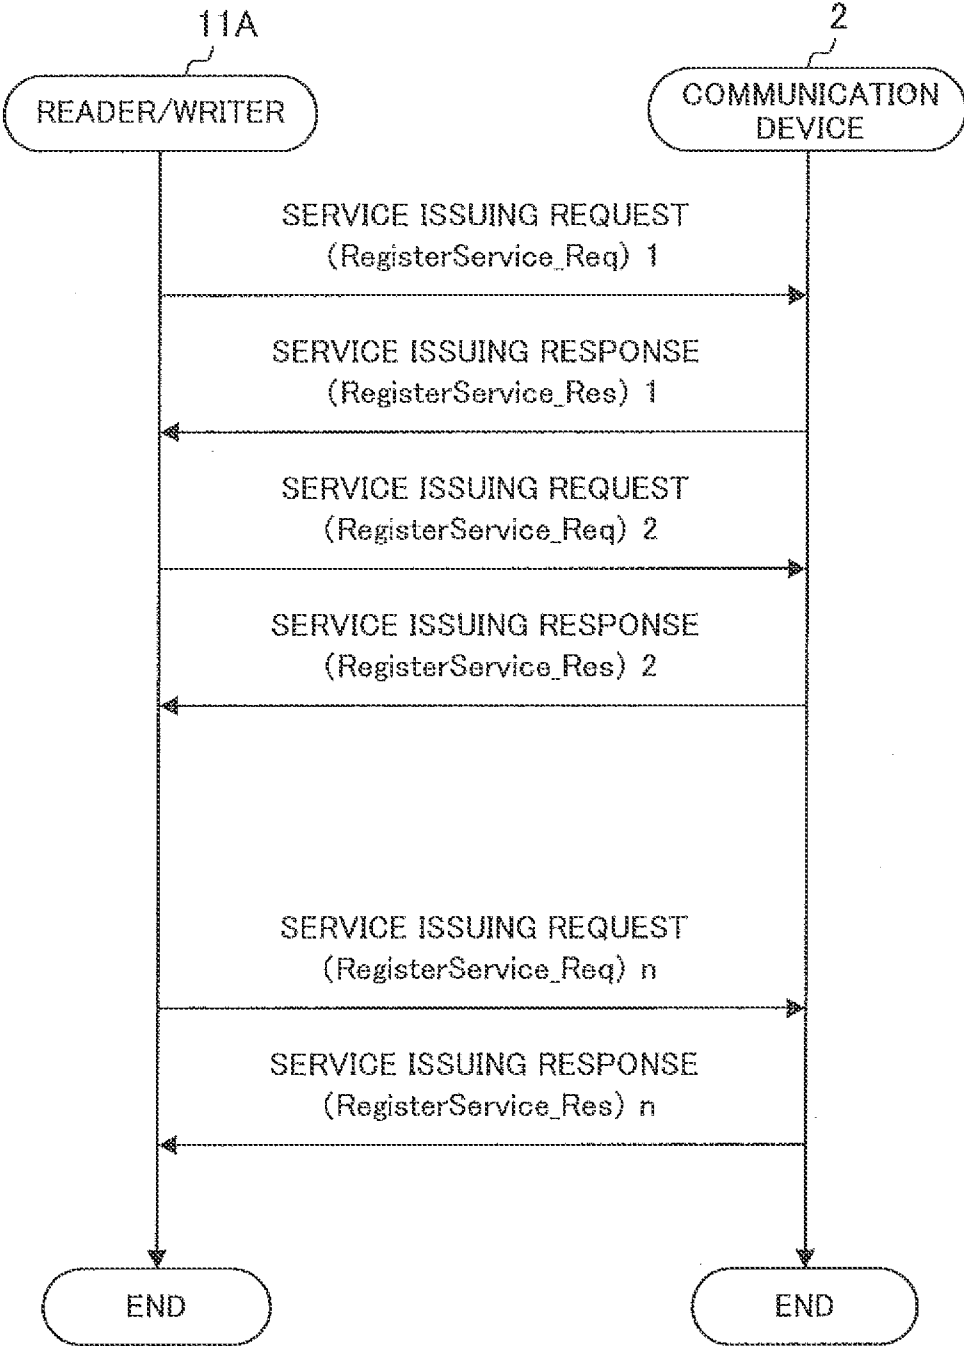 11A
2
READER/WRITER
COMMUNICATION
DEVICE
SERVICE ISSUING REQUEST
(RegisterService_Req) 1
SERVICE ISSUING RESPONSE
(RegisterService_Res) 1
SERVICE ISSUING REQUEST
(RegisterService_Req) 2
SERVICE ISSUING RESPONSE
(RegisterService_Res) 2
SERVICE ISSUING REQUEST
(RegisterService_Req) n
SERVICE ISSUING RESPONSE
(RegisterService_Res) n
END
END